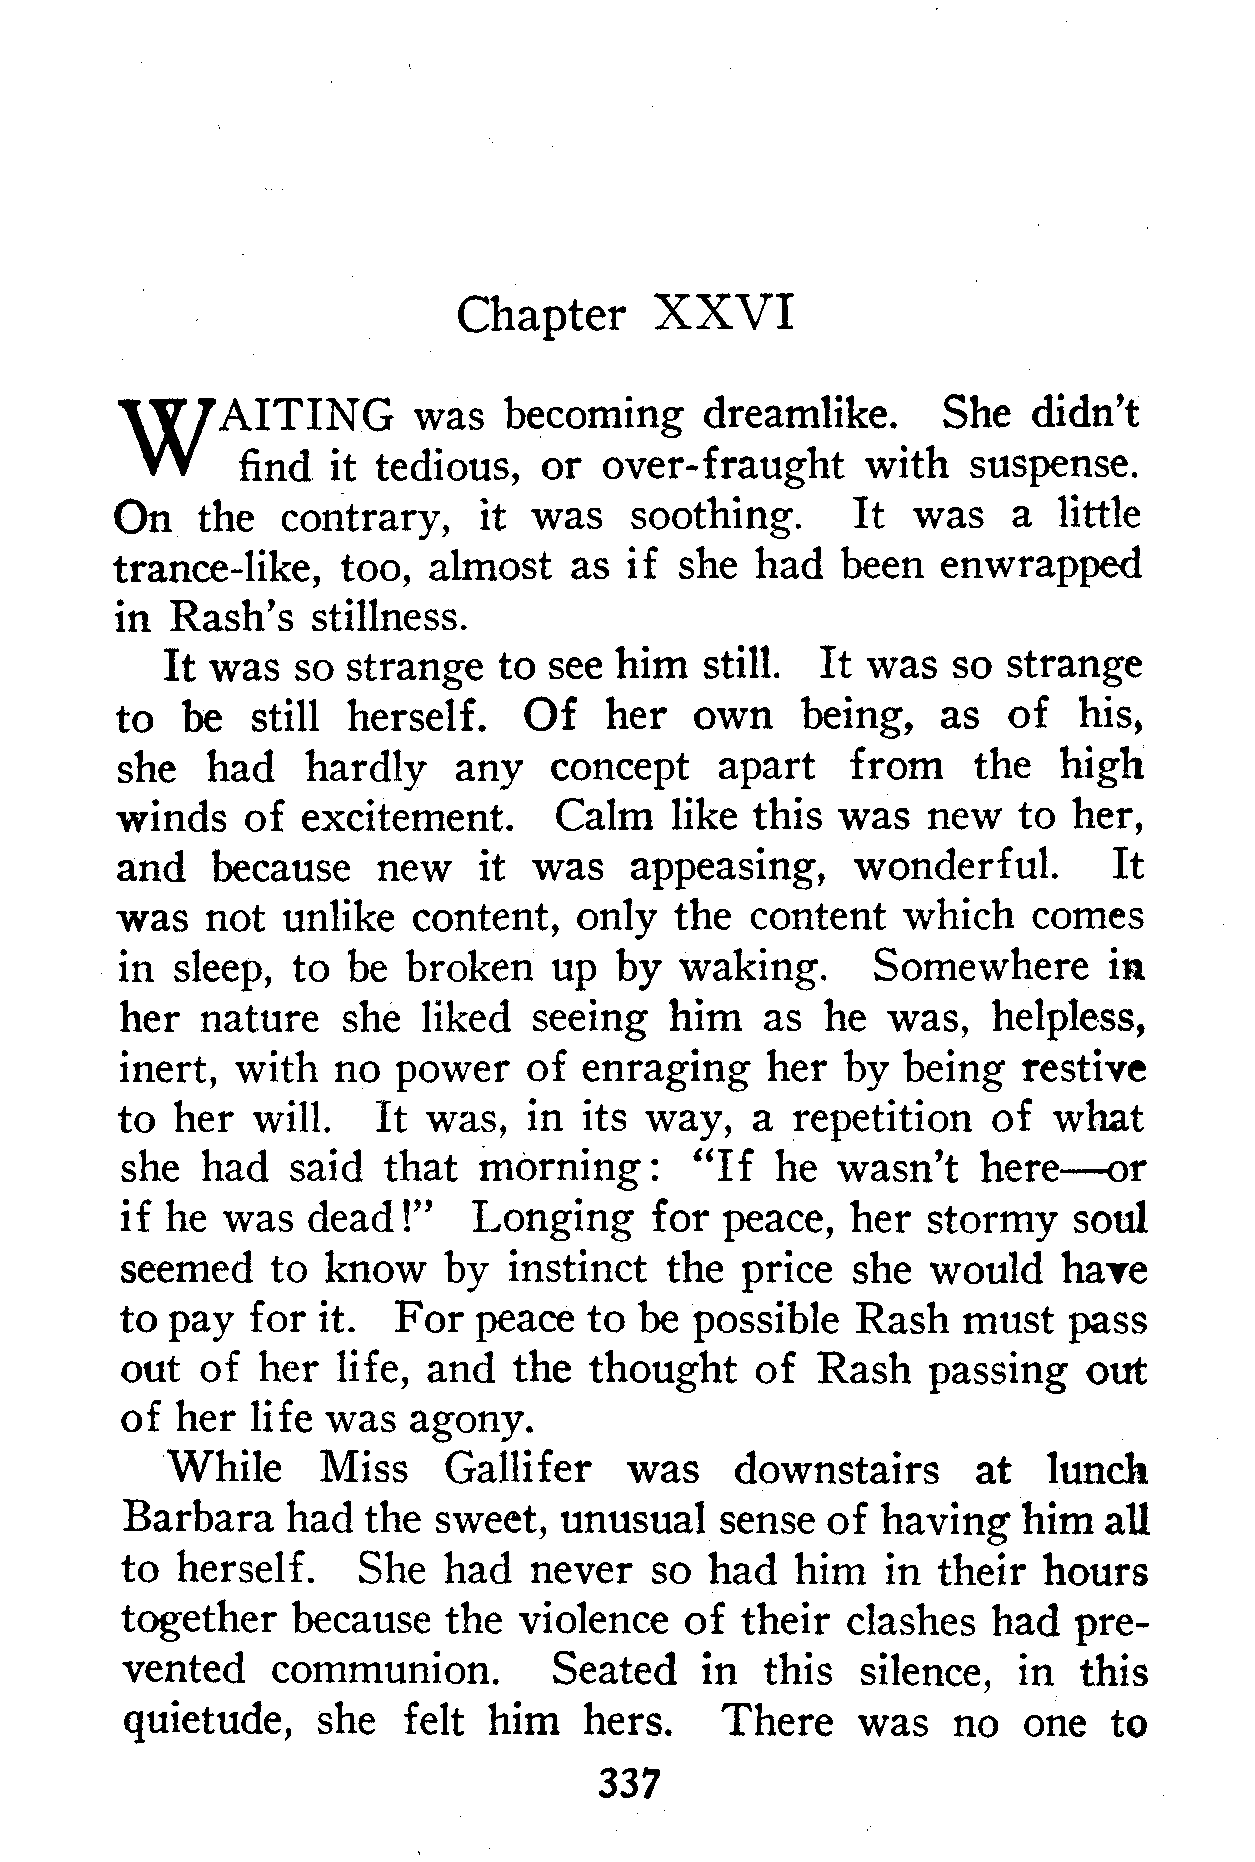 Chapter XXVI
WAITING was becoming dreamlike. She didn't
find it tedious, or over-fraught with suspense.
On the contrary, it was soothing. It was a little
trance-like, too, almost as if she had been enwrapped
in Rash's stillness.
It was so strange to see him still. It was so strange
to be still herself. Of her own being, as of his,
she had hardly any concept apart from the high
winds of excitement. Calm like this was new to her,
and because new it was appeasing, wonderful. It
was not unlike content, only the content which comes
in sleep, to be broken up by waking. Somewhere in
her nature she liked seeing him as he was, helpless,
inert, with no power of enraging her by being restive
to her will. It was, in its way, a repetition of what
she had said that morning: “If he wasn't here—or
if he was dead!” Longing for peace, her stormy soul
seemed to know by instinct the price she would have
to pay for it. For peace to be possible Rash must pass
out of her life, and the thought of Rash passing out
of her life was agony.
While Miss Gallifer was downstairs at lunch
Barbara had the sweet, unusual sense of having him all
to herself. She had never so had him in their hours
together because the violence of their clashes had pre-
vented communion. Seated in this silence, in this
quietude, she felt him hers. There was no one to
337